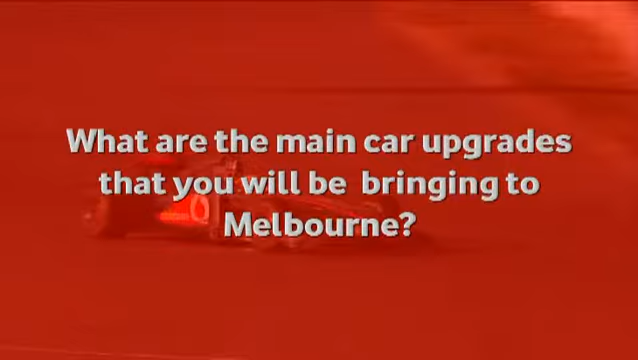 What are the main car upgrades
that you will be  bringing to
Melbourne?